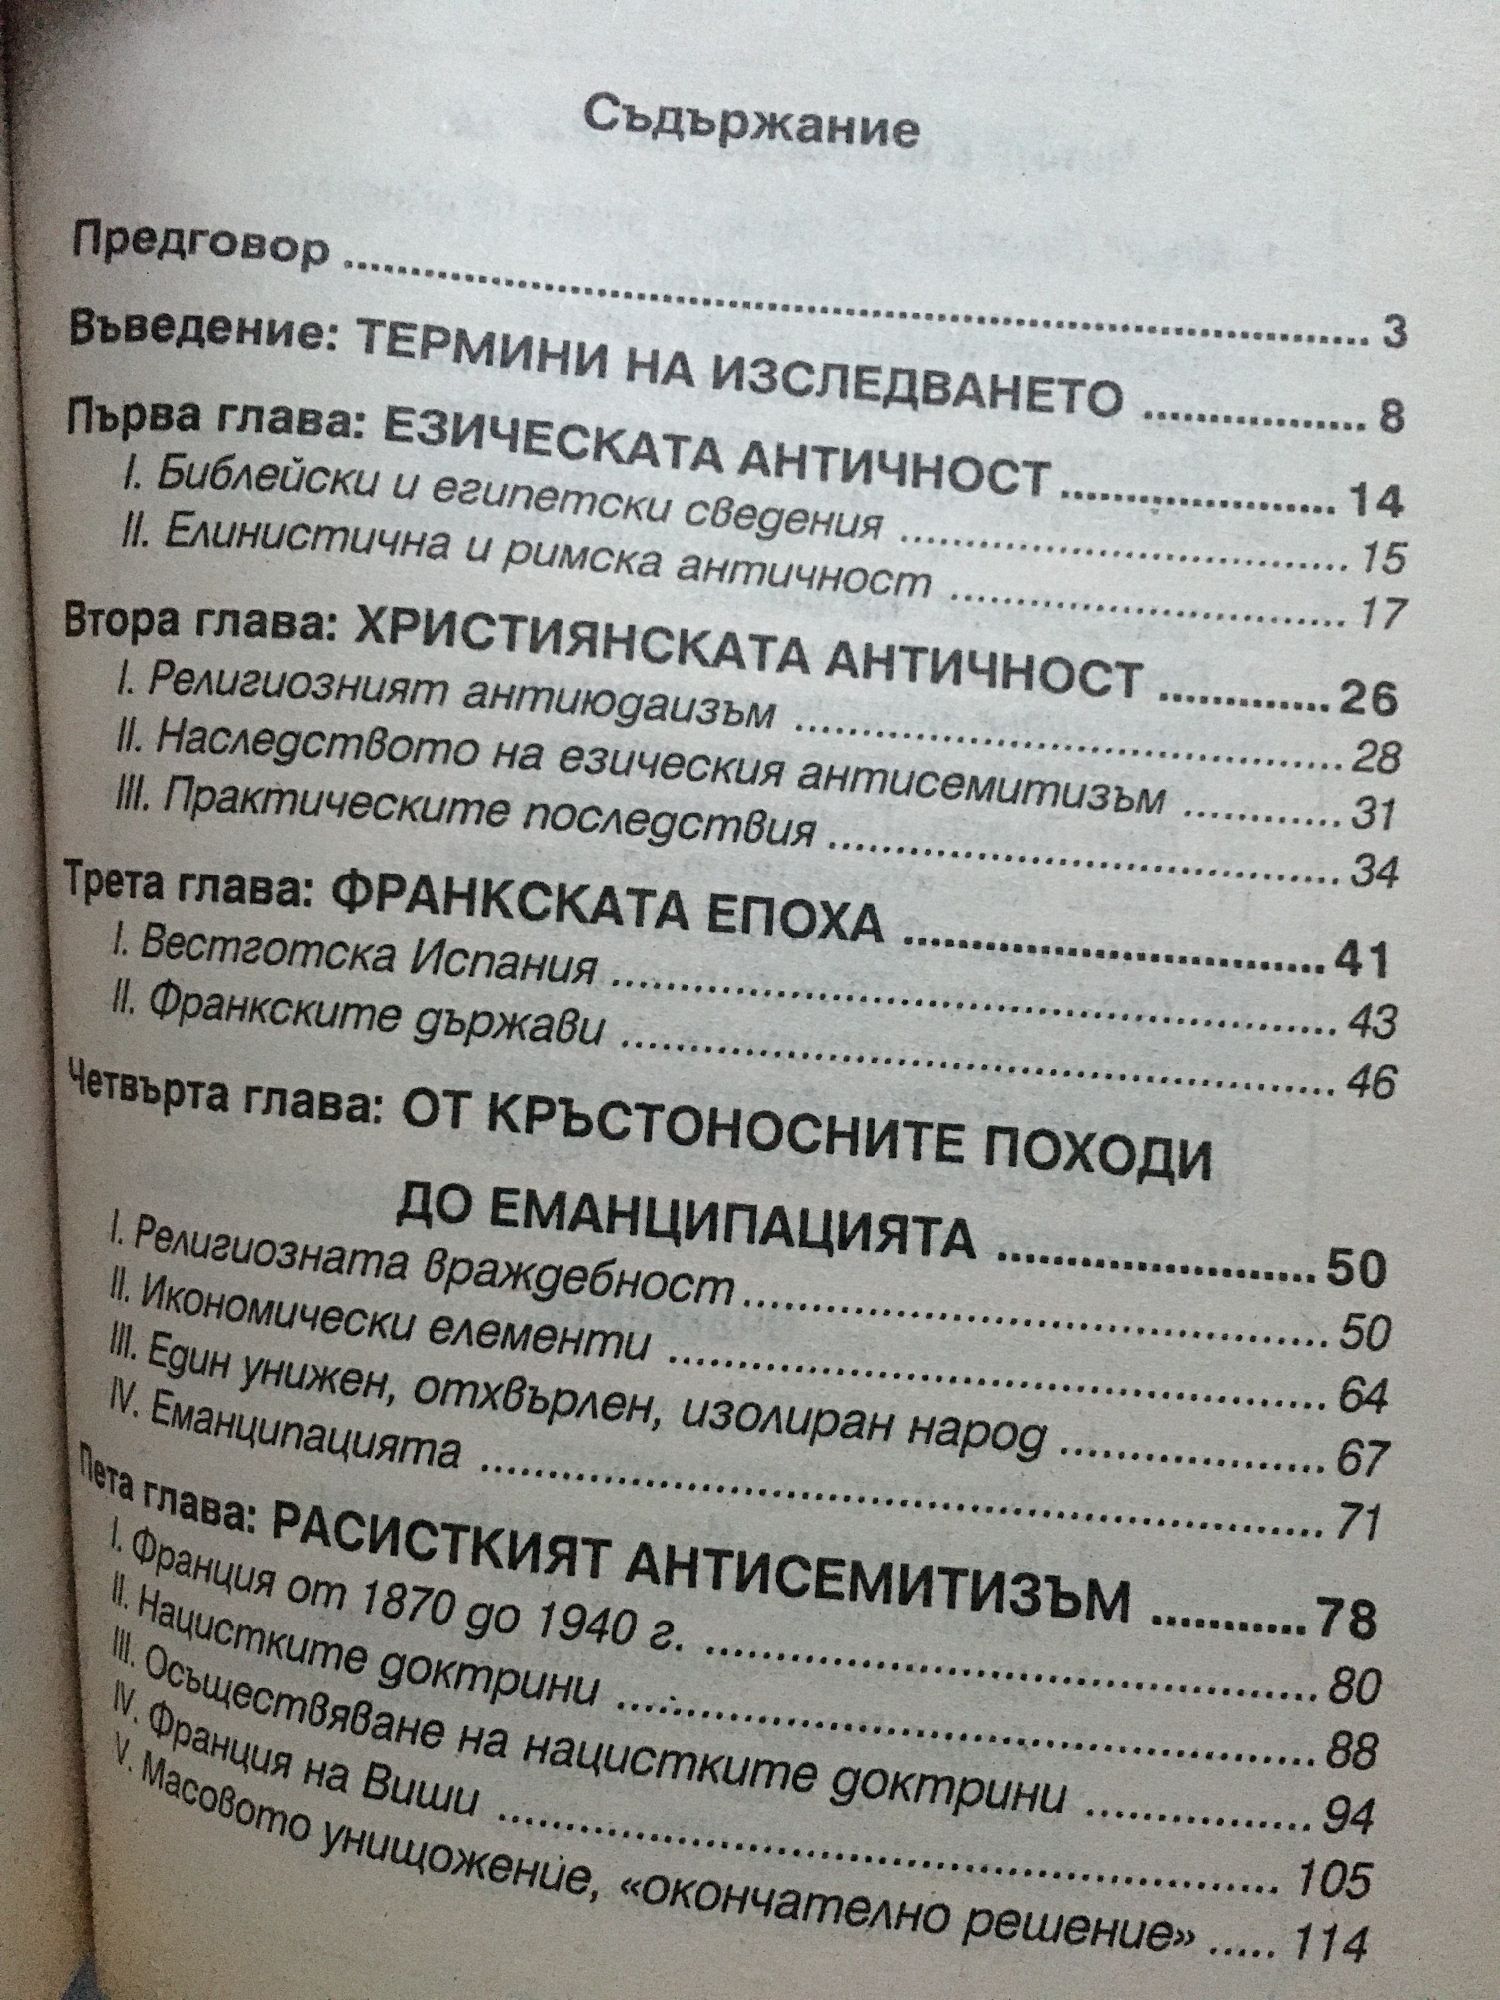 Съдържание
Предговор ........ 3
Въведение: ТЕРМИНИ НА ИЗСЛЕДВАНЕТО ........ 8
Първа глава: ЕЗИЧЕСКАТА АНТИЧНОСТ ........ 14
I. Библейски и египетски сведения ........ 15
II. Елинистична и римска античност ........ 17
Втора глава: ХРИСТИЯНСКАТА АНТИЧНОСТ ........ 26
I. Религиозният антиюдаизъм ........ 28
II. Наследството на езическия антисемитизъм ........ 31
III. Практическите последствия ........ 34
Трета глава: ФРАНКСКАТА ЕПОХА ........ 41
I. Вестготска Испания ........ 43
II. Франкските държави ........ 46
Четвърта глава: ОТ КРЪСТОНОСНИТЕ ПОХОДИ
ДО ЕМАНЦИПАЦИЯТА ........ 50
I. Религиозната враждебност ........ 50
II. Икономически елементи ........ 64
III. Един унижен, отхвърлен, изолиран народ ........ 67
IV. Еманципацията ........ 71
Пета глава: РАСИСТКИЯТ АНТИСЕМИТИЗЪМ ........ 78
I. Франция от 1870 до 1940 г. ........ 80
II. Нацистките доктрини ........ 88
III. Осъществяване на нацистките доктрини ........ 94
IV. Франция на Виши ........ 105
V. Масовото унищожение, «окончателно решение» ..... 114